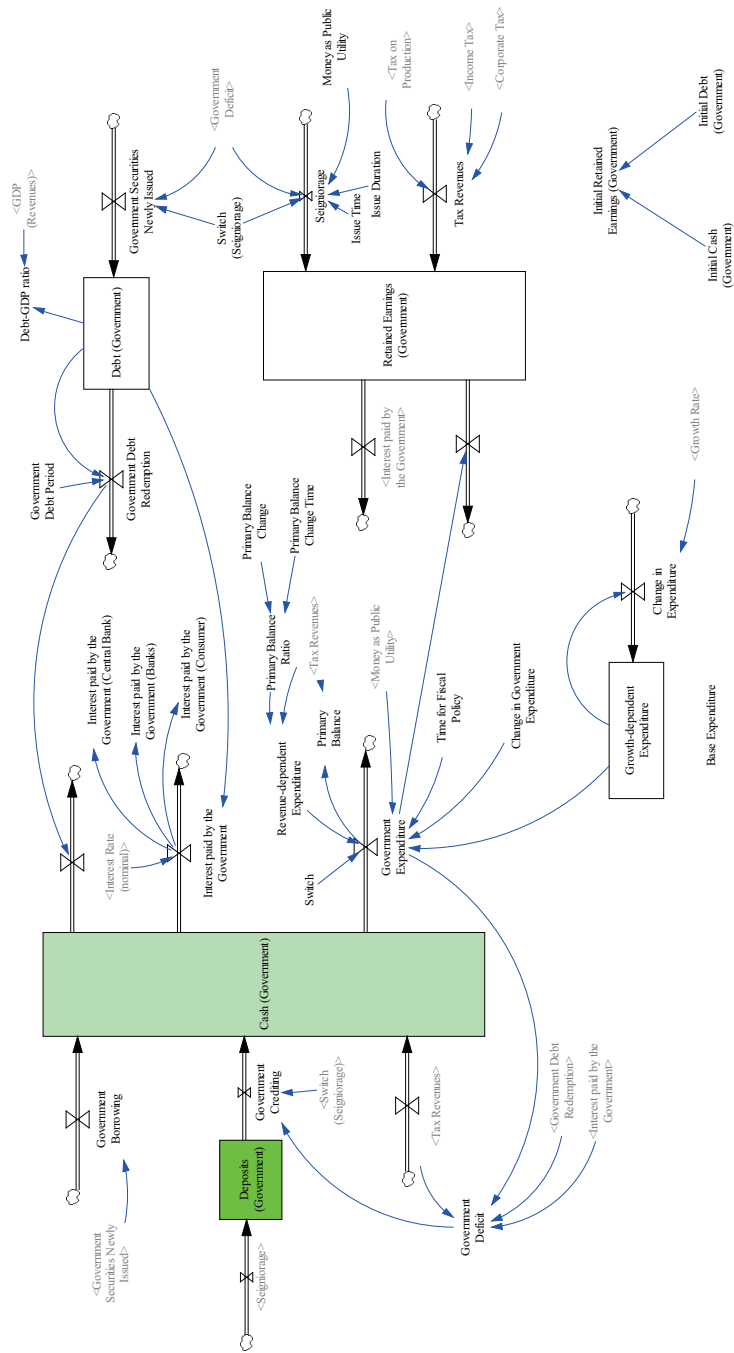 <Government
Securities Newly
Issued>
Government
Borrowing
<Interest Rate
(nominal)>
Interest paid by the
Government (Central Bank)
Interest paid by the
Government (Banks)
Interest paid by the
Government (Consumer)
Interest paid by the
Government
Government
Debt Period
Government Debt
Redemption
Debt (Government)
Debt-GDP ratio
<GDP
(Revenues)>
Government Securities
Newly Issued
<Government
Deficit>
Switch
(Seigniorage)
<Seigniorage>
Deposits
(Government)
Government
Crediting
<Switch
(Seigniorage)>
Cash (Government)
Revenue-dependent
Expenditure
Primary Balance
Ratio
Primary Balance
Change
Primary Balance
Change Time
<Tax Revenues>
Primary
Balance
Switch
Government
Expenditure
<Money as Public
Utility>
Time for Fiscal
Policy
Change in Government
Expenditure
Seigniorage
Issue Time
Issue Duration
Money as Public
Utility
Retained Earnings
(Government)
<Interest paid by
the Government>
<Tax on
Production>
Tax Revenues
<Income Tax>
<Corporate Tax>
<Tax Revenues>
Government
Deficit
<Government Debt
Redemption>
<Interest paid by the
Government>
Growth-dependent
Expenditure
Change in
Expenditure
<Growth Rate>
Base Expenditure
Initial Retained
Earnings (Government)
Initial Cash
(Government)
Initial Debt
(Government)